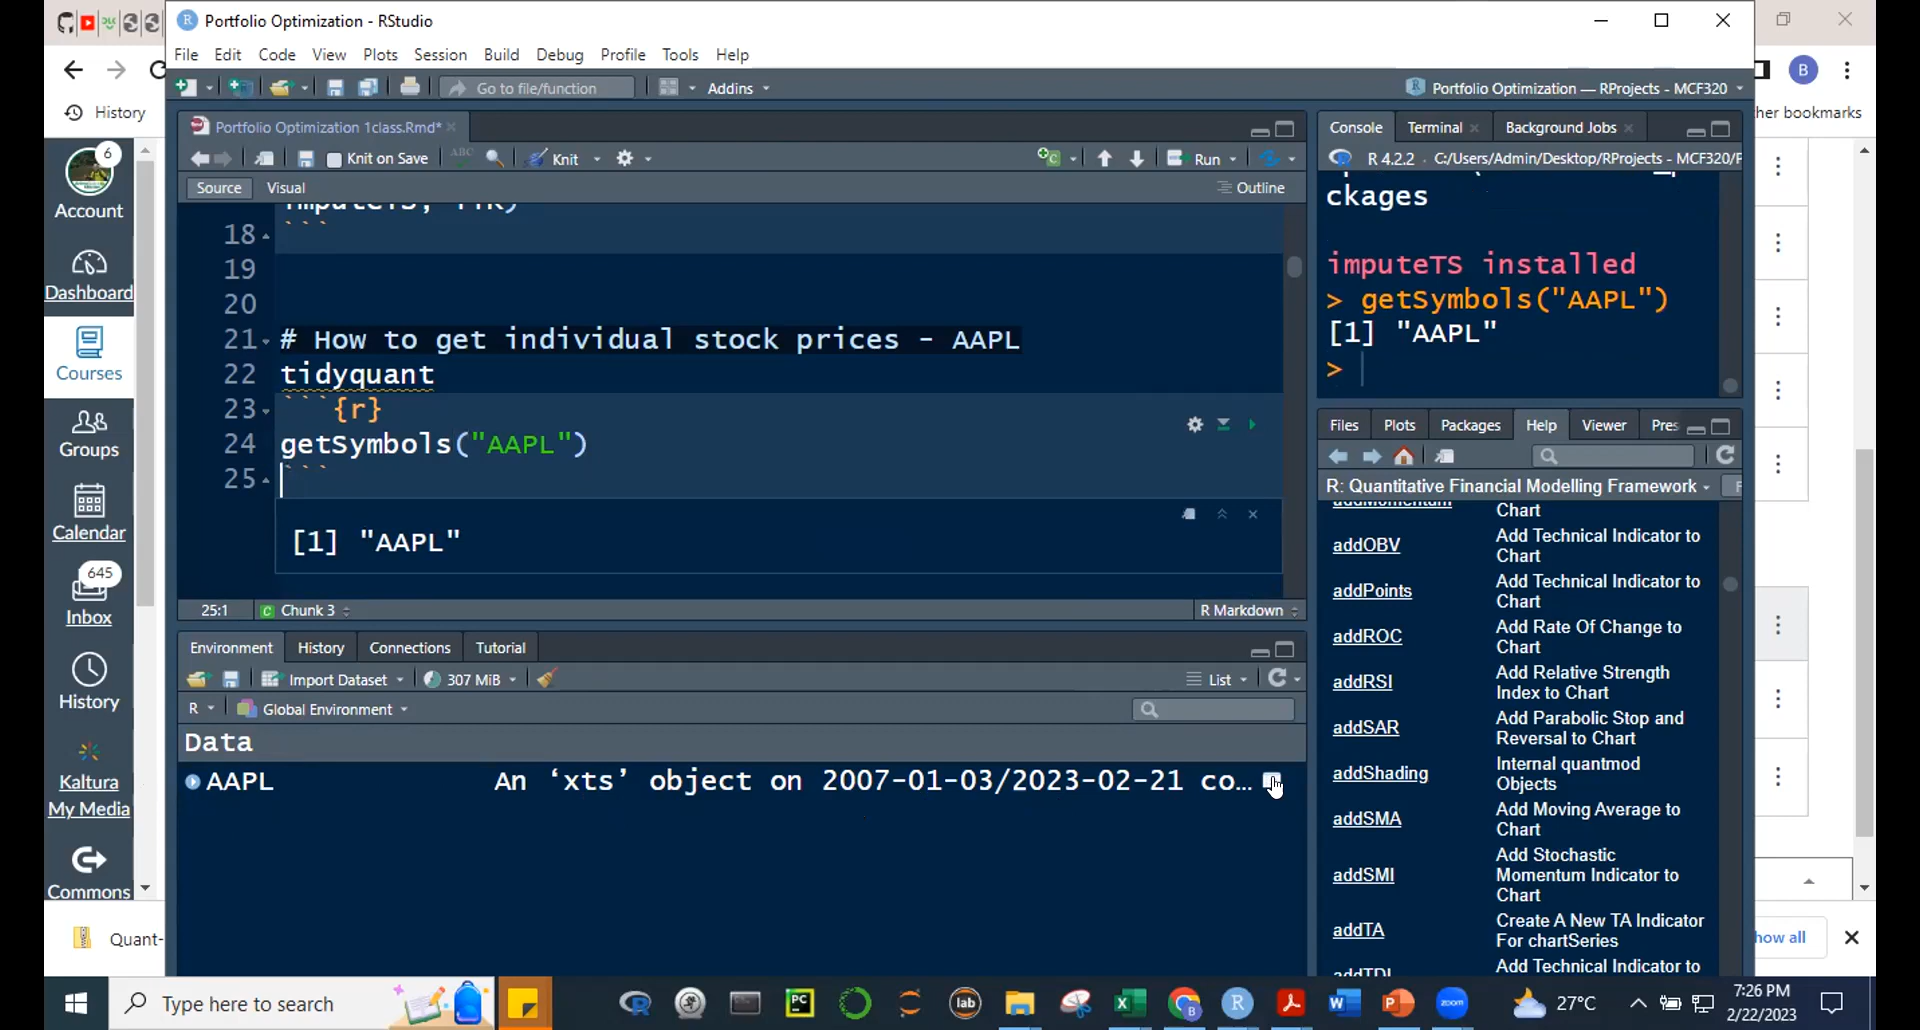 Portfolio Optimization - RStudio
File Edit Code View Plots Session Build Debug Profile Tools Help
Go to file/function
Addins
Portfolio Optimization — RProjects - MCF320
History
her bookmarks
B
Portfolio Optimization 1class.Rmd*
Knit on Save
ABC
Knit
Run
Source Visual
Outline
imputeTS, TTR)
18 ```
19
20
21 # How to get individual stock prices - AAPL
22 tidyquant
23 ```{r}
24 getSymbols("AAPL")
25 ```
[1] "AAPL"
25:1
C Chunk 3
R Markdown
Environment History Connections Tutorial
Import Dataset
307 MiB
List
R Global Environment
Data
AAPL An ‘xts’ object on 2007-01-03/2023-02-21 co…
Console Terminal Background Jobs
R 4.2.2 · C:/Users/Admin/Desktop/RProjects - MCF320/P
ckages
imputeTS installed
> getSymbols("AAPL")
[1] "AAPL"
>
Files Plots Packages Help Viewer Pres
R: Quantitative Financial Modelling Framework
addMomentum
Chart
addOBV Add Technical Indicator to
Chart
addPoints Add Technical Indicator to
Chart
addROC Add Rate Of Change to
Chart
addRSI Add Relative Strength
Index to Chart
addSAR Add Parabolic Stop and
Reversal to Chart
addShading Internal quantmod
Objects
addSMA Add Moving Average to
Chart
addSMI Add Stochastic
Momentum Indicator to
Chart
addTA Create A New TA Indicator
For chartSeries
addTDI Add Technical Indicator to
6
Account
Dashboard
Courses
Groups
Calendar
645
Inbox
History
Kaltura
My Media
Commons
Quant-
how all
Type here to search
PC
lab
zoom
27°C
7:26 PM
2/22/2023